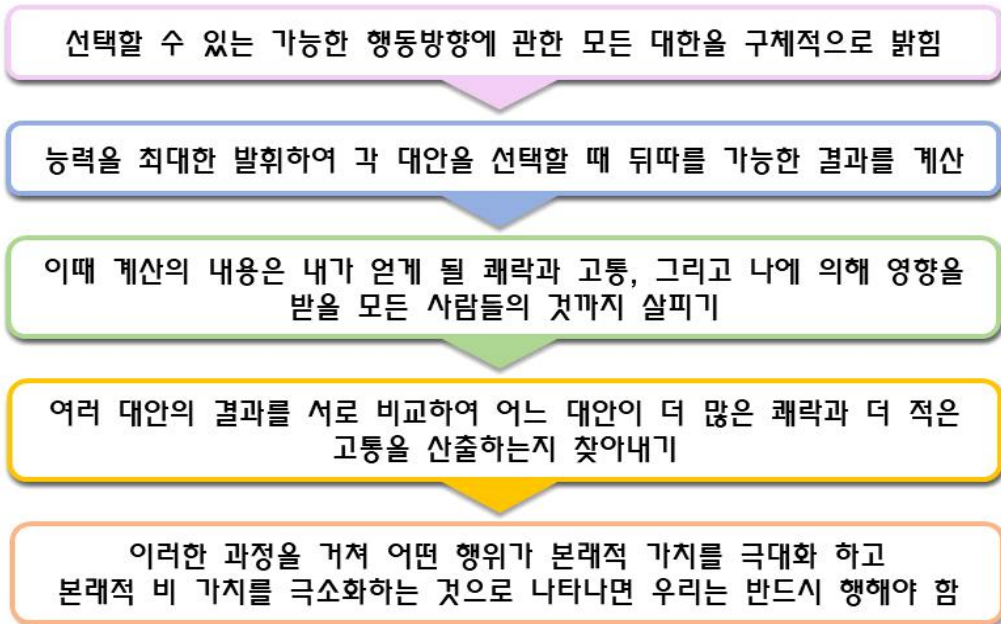 선택할 수 있는 가능한 행동방향에 관한 모든 대한을 구체적으로 밝힘
능력을 최대한 발휘하여 각 대안을 선택할 때 뒤따를 가능한 결과를 계산
이때 계산의 내용은 내가 얻게 될 쾌락과 고통, 그리고 나에 의해 영향을
받을 모든 사람들의 것까지 살피기
여러 대안의 결과를 서로 비교하여 어느 대안이 더 많은 쾌락과 더 적은
고통을 산출하는지 찾아내기
이러한 과정을 거쳐 어떤 행위가 본래적 가치를 극대화 하고
본래적 비 가치를 극소화하는 것으로 나타나면 우리는 반드시 행해야 함